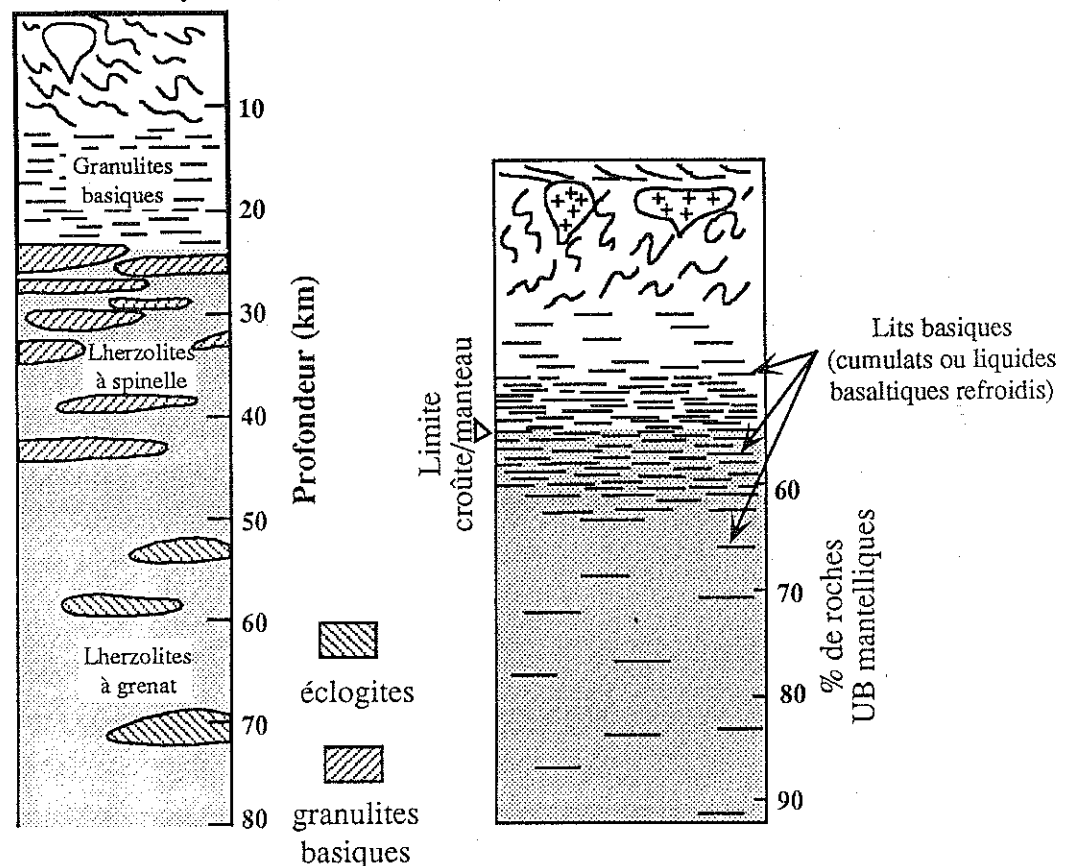 10
Granulites
basiques
20
30
Lherzolites
à spinelle
40
50
60
Lherzolites
à grenat
70
80
Profondeur (km)
éclogites
granulites
basiques
Limite
croûte/manteau
Lits basiques
(cumulats ou liquides
basaltiques refroidis)
60
70
80
90
% de roches
UB mantelliques